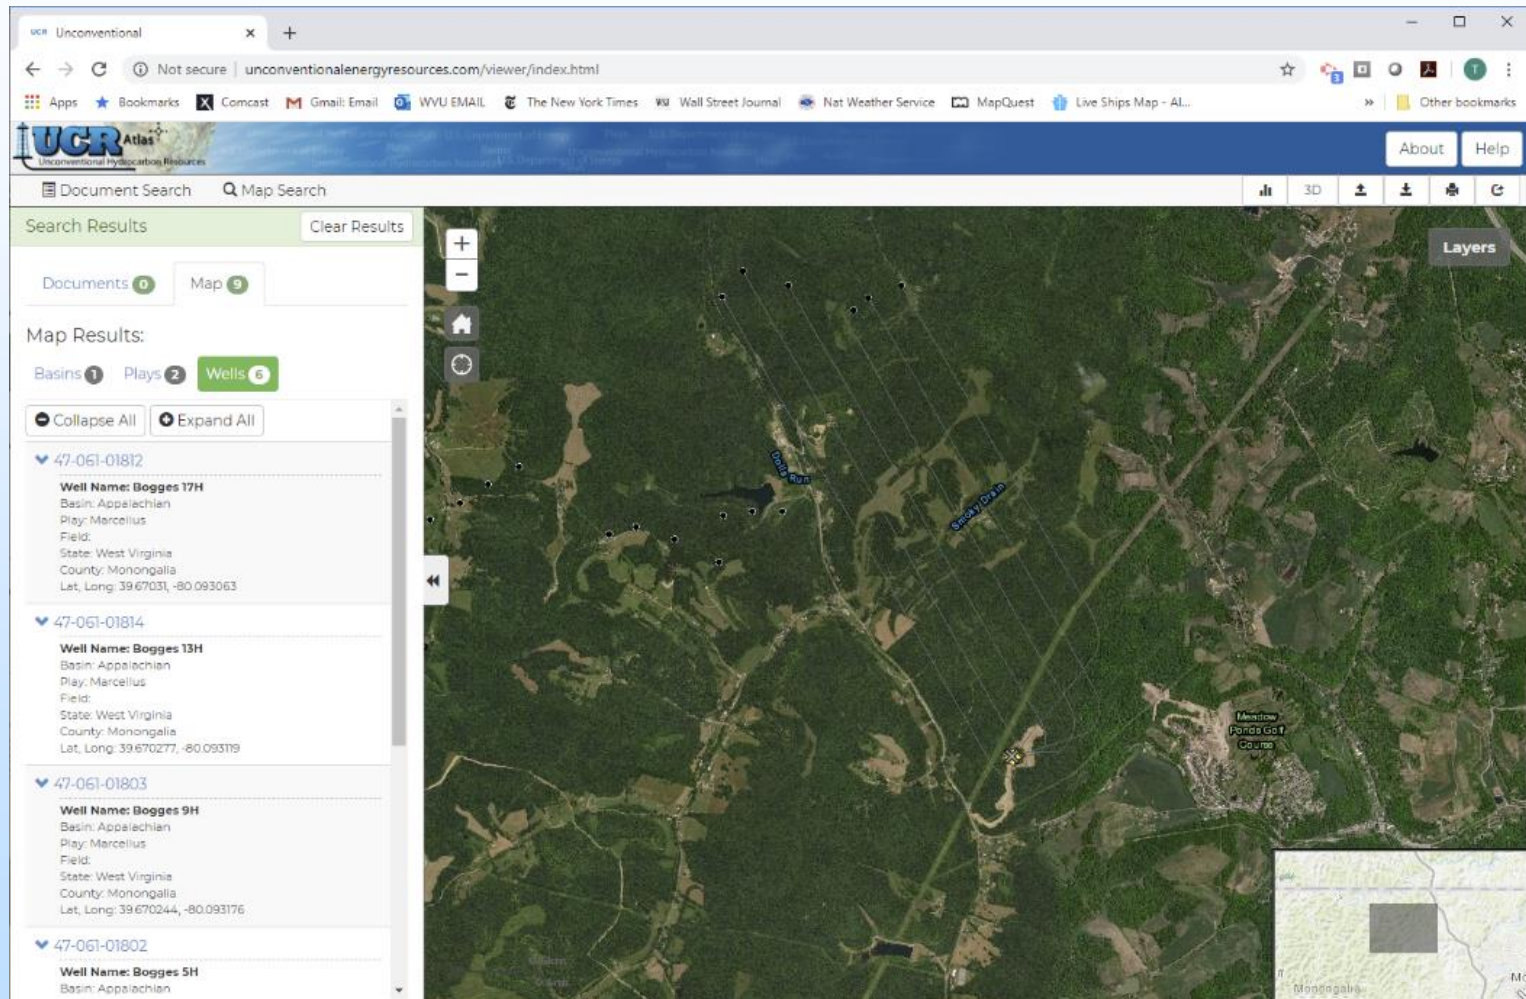 UCR Unconventional
Not secure | unconventionalenergyresources.com/viewer/index.html
3
T
Apps Bookmarks Comcast Gmail: Email WVU EMAIL The New York Times WSJ Wall Street Journal Nat Weather Service MapQuest Live Ships Map - AI... » Other bookmarks
UCR Atlas
Unconventional Hydrocarbon Resources
About Help
Document Search Map Search 3D
Search Results Clear Results
Layers
Documents 0 Map 9
Map Results:
Basins 1 Plays 2 Wells 6
Collapse All Expand All
47-061-01812
Well Name: Bogges 17H
Basin: Appalachian
Play: Marcellus
Field:
State: West Virginia
County: Monongalia
Lat, Long: 39.67031, -80.093063
47-061-01814
Well Name: Bogges 13H
Basin: Appalachian
Play: Marcellus
Field:
State: West Virginia
County: Monongalia
Lat, Long: 39.670277, -80.093119
47-061-01803
Well Name: Bogges 9H
Basin: Appalachian
Play: Marcellus
Field:
State: West Virginia
County: Monongalia
Lat, Long: 39.670244, -80.093176
47-061-01802
Well Name: Bogges 5H
Basin: Appalachian
Dolls Run
Smoky Drain
Meadow
Ponds Golf
Course
Monongalia
Mo